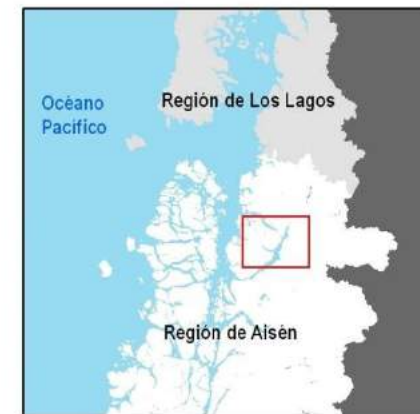 Océano
Pacífico
Región de Los Lagos
Región de Aisén